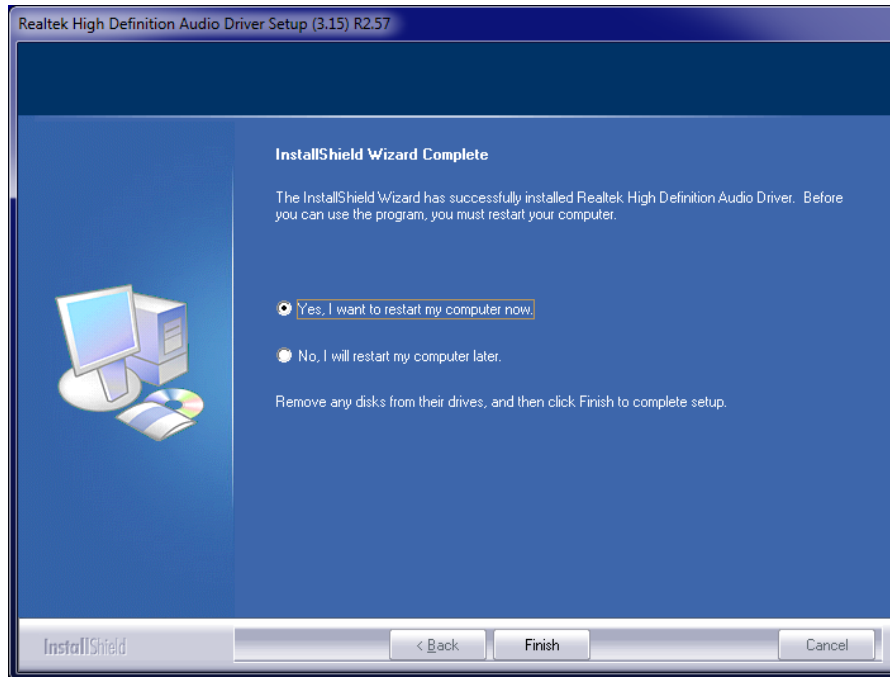 Realtek High Definition Audio Driver Setup (3.15) R2.57
InstallShield Wizard Complete
The InstallShield Wizard has successfully installed Realtek High Definition Audio Driver. Before
you can use the program, you must restart your computer.
Yes, I want to restart my computer now.
No, I will restart my computer later.
Remove any disks from their drives, and then click Finish to complete setup.
InstallShield
< Back
Finish
Cancel